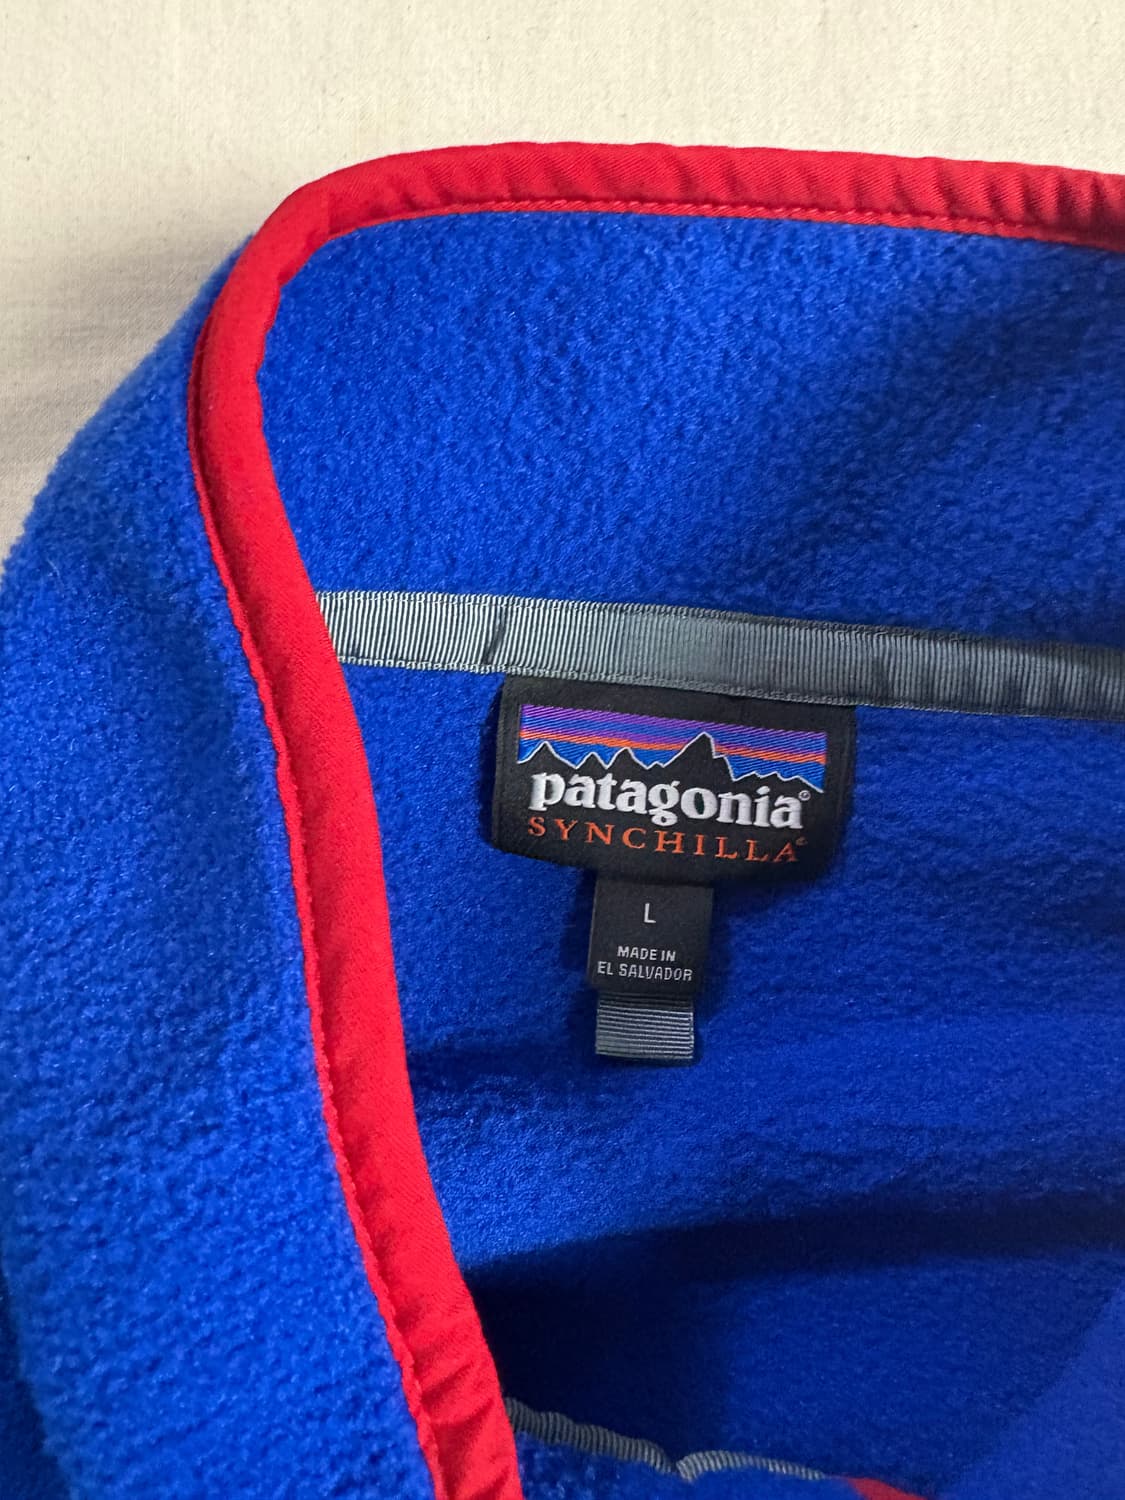 patagonia®
SYNCHILLA®
L
MADE IN
EL SALVADOR